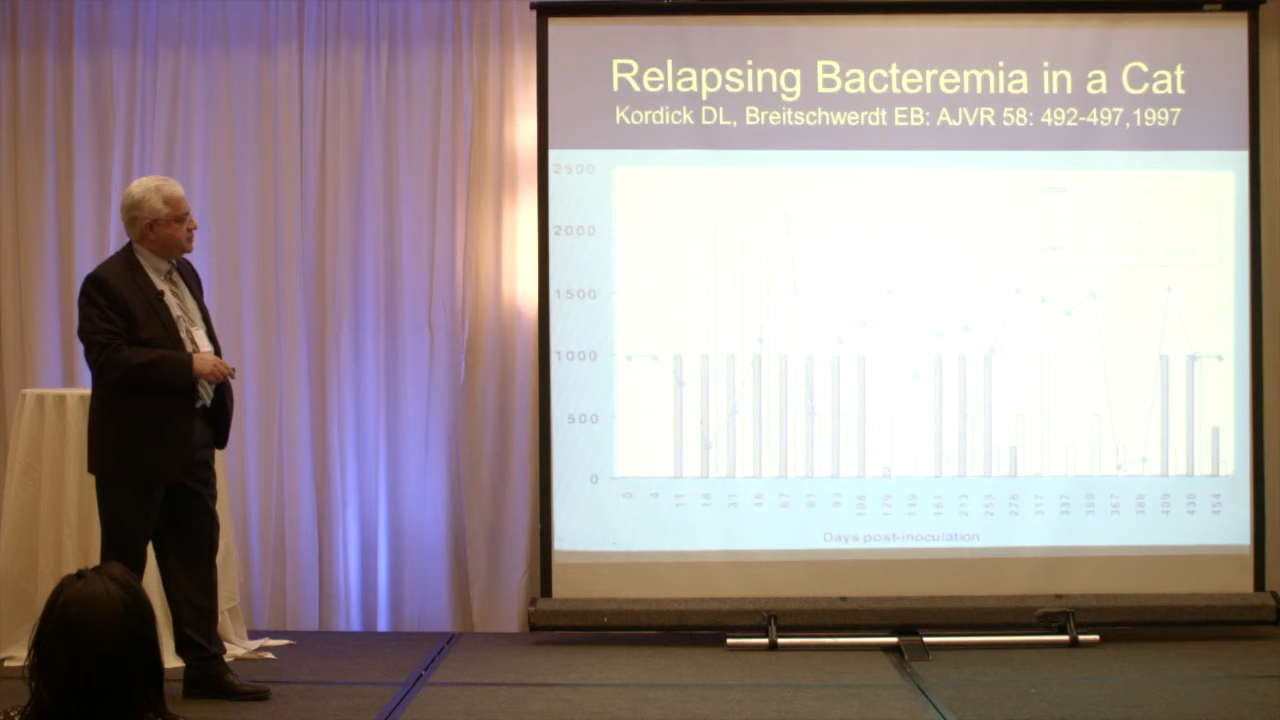 Relapsing Bacteremia in a Cat
Kordick DL, Breitschwerdt EB: AJVR 58: 492-497,1997
2500
2000
1500
1000
500
0
0 4 11 18 31 46 67 81 93 108 129 149 181 213 253 276 317 337 360 367 388 409 430 454
Days post-inoculation